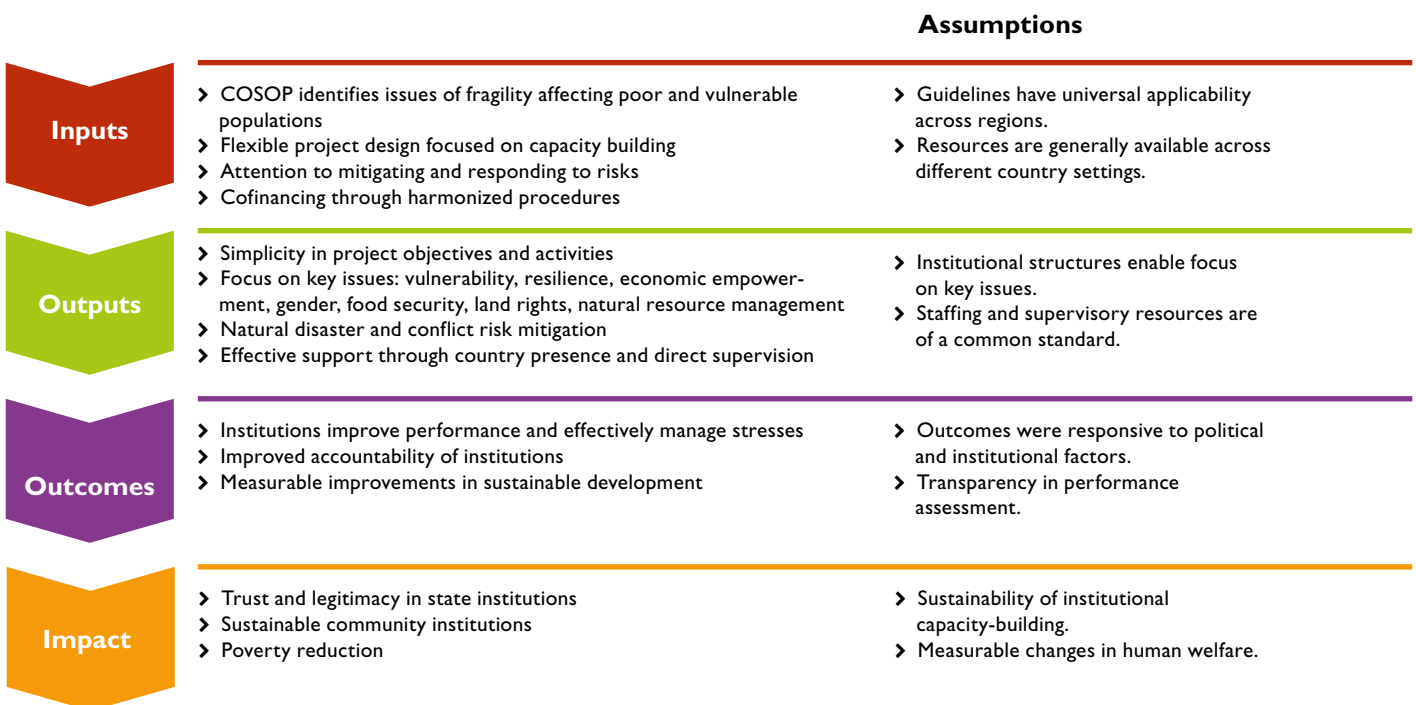 Assumptions
Inputs
> COSOP identifies issues of fragility affecting poor and vulnerable
populations
> Flexible project design focused on capacity building
> Attention to mitigating and responding to risks
> Cofinancing through harmonized procedures
> Guidelines have universal applicability
across regions.
> Resources are generally available across
different country settings.
Outputs
> Simplicity in project objectives and activities
> Focus on key issues: vulnerability, resilience, economic empower-
ment, gender, food security, land rights, natural resource management
> Natural disaster and conflict risk mitigation
> Effective support through country presence and direct supervision
> Institutional structures enable focus
on key issues.
> Staffing and supervisory resources are
of a common standard.
Outcomes
> Institutions improve performance and effectively manage stresses
> Improved accountability of institutions
> Measurable improvements in sustainable development
> Outcomes were responsive to political
and institutional factors.
> Transparency in performance
assessment.
Impact
> Trust and legitimacy in state institutions
> Sustainable community institutions
> Poverty reduction
> Sustainability of institutional
capacity-building.
> Measurable changes in human welfare.